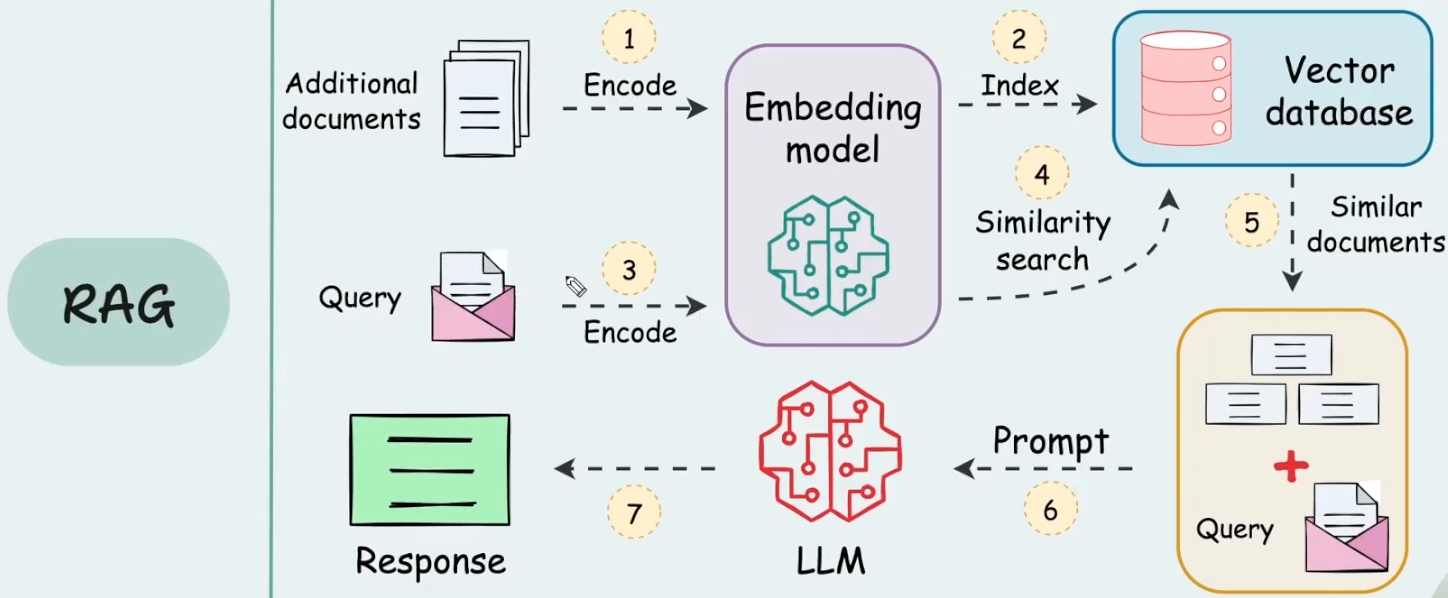 RAG
Additional
documents
1
Encode
Embedding
model
2
Index
Vector
database
Query
3
Encode
4
Similarity
search
5
Similar
documents
Query
Prompt
6
LLM
7
Response